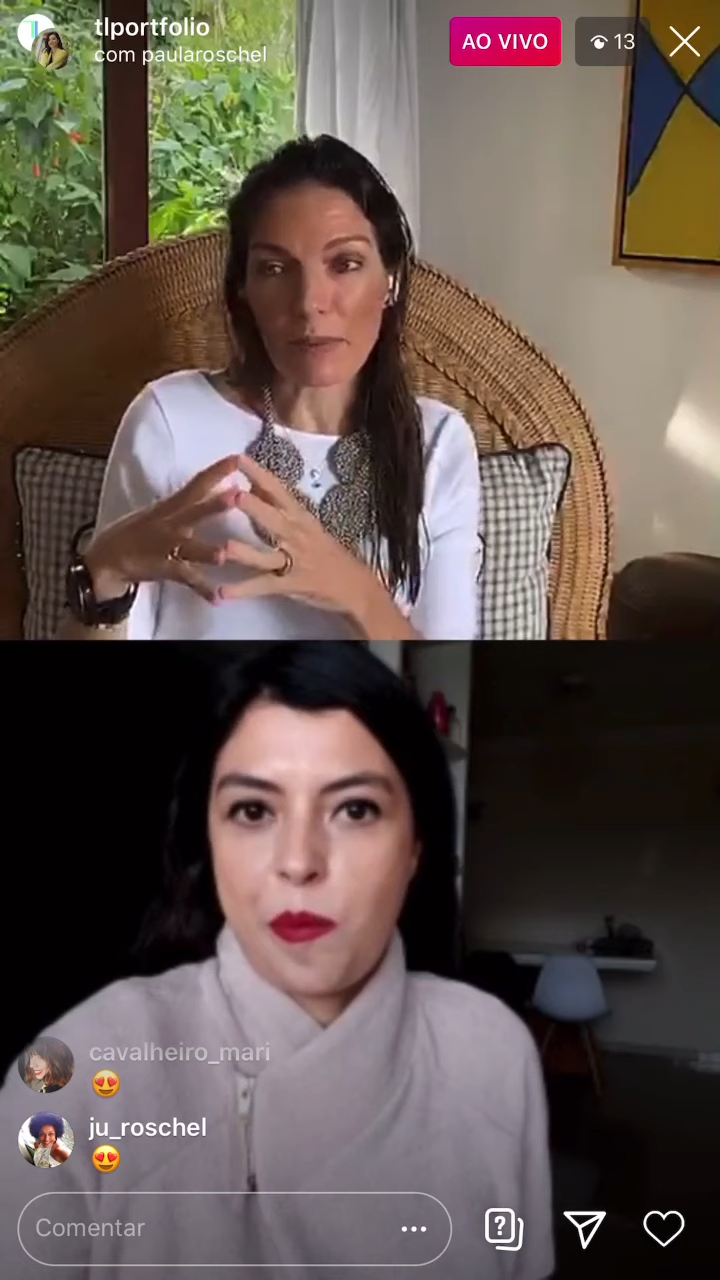 tlportfolio
com paularoschel
AO VIVO
13
cavalheiro_mari
😍
ju_roschel
😍
Comentar